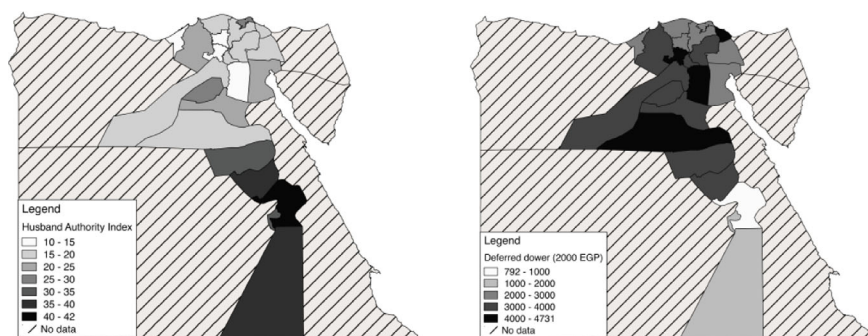 Legend
Husband Authority Index
10 - 15
15 - 20
20 - 25
25 - 30
30 - 35
35 - 40
40 - 42
No data
Legend
Deferred dower (2000 EGP)
792 - 1000
1000 - 2000
2000 - 3000
3000 - 4000
4000 - 4731
No data